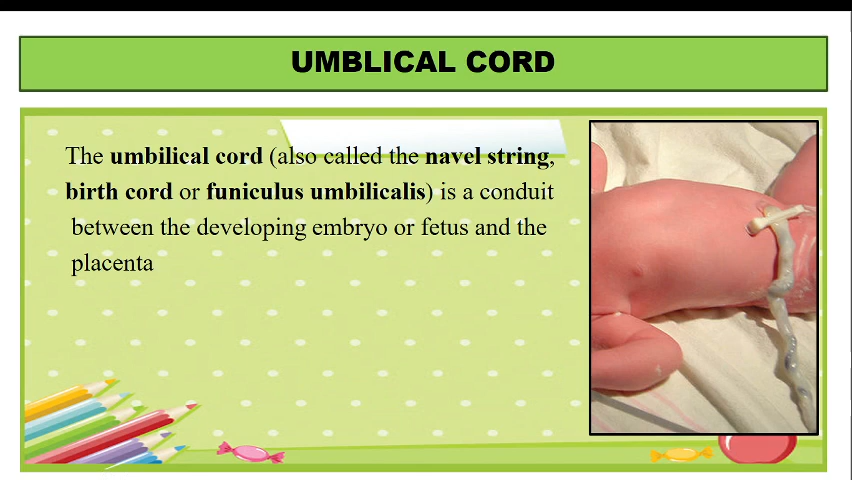 UMBLICAL CORD
The umbilical cord (also called the navel string,
birth cord or funiculus umbilicalis) is a conduit
between the developing embryo or fetus and the
placenta